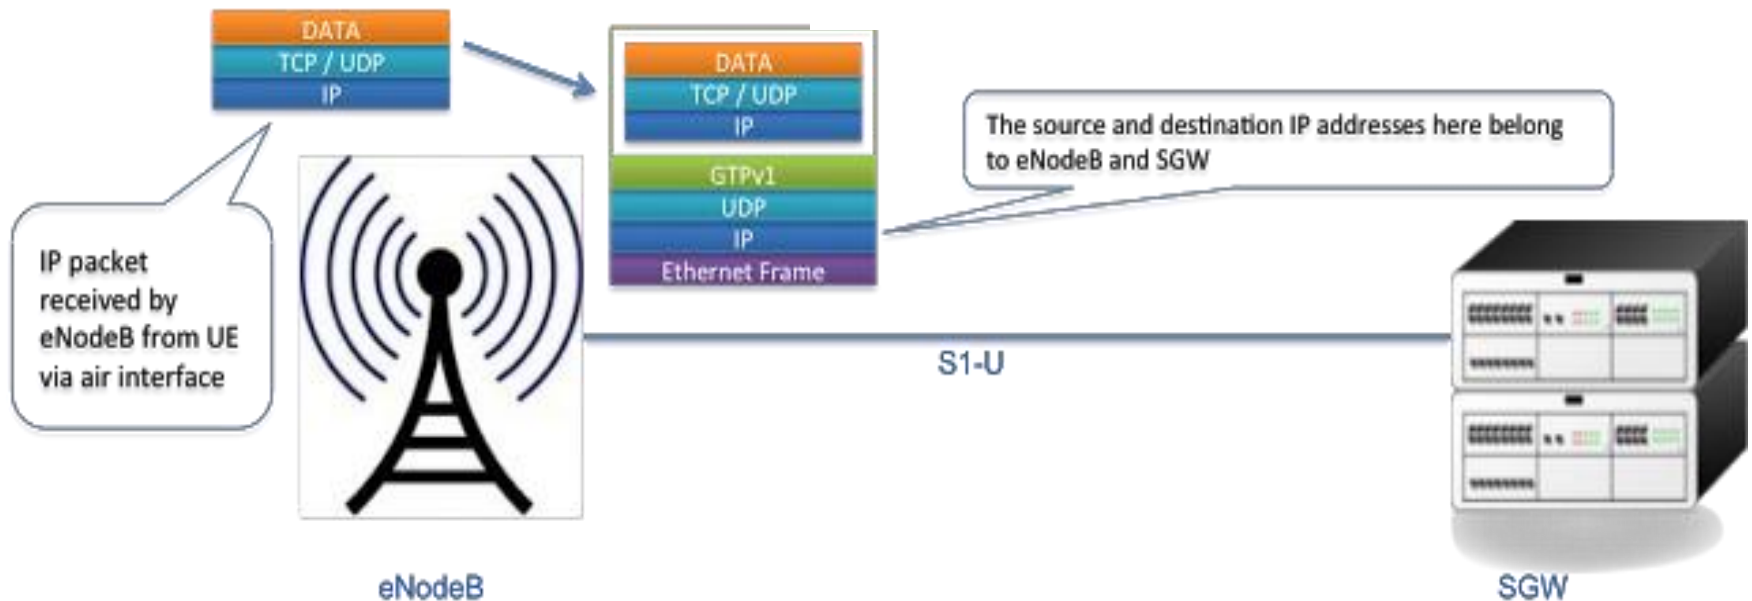 DATA
TCP / UDP
IP
DATA
TCP / UDP
IP
GTPv1
UDP
IP
Ethernet Frame
The source and destination IP addresses here belong
to eNodeB and SGW
IP packet
received by
eNodeB from UE
via air interface
S1-U
eNodeB
SGW